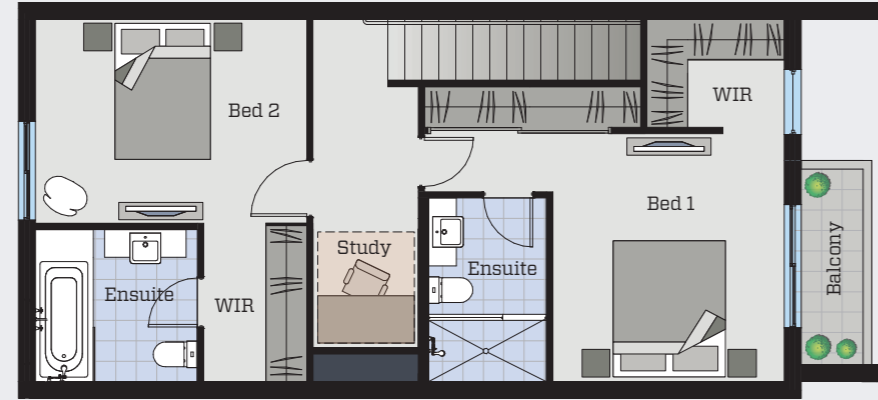 Bed 2
WIR
Bed 1
Study
Ensuite
Balcony
Ensuite
WIR